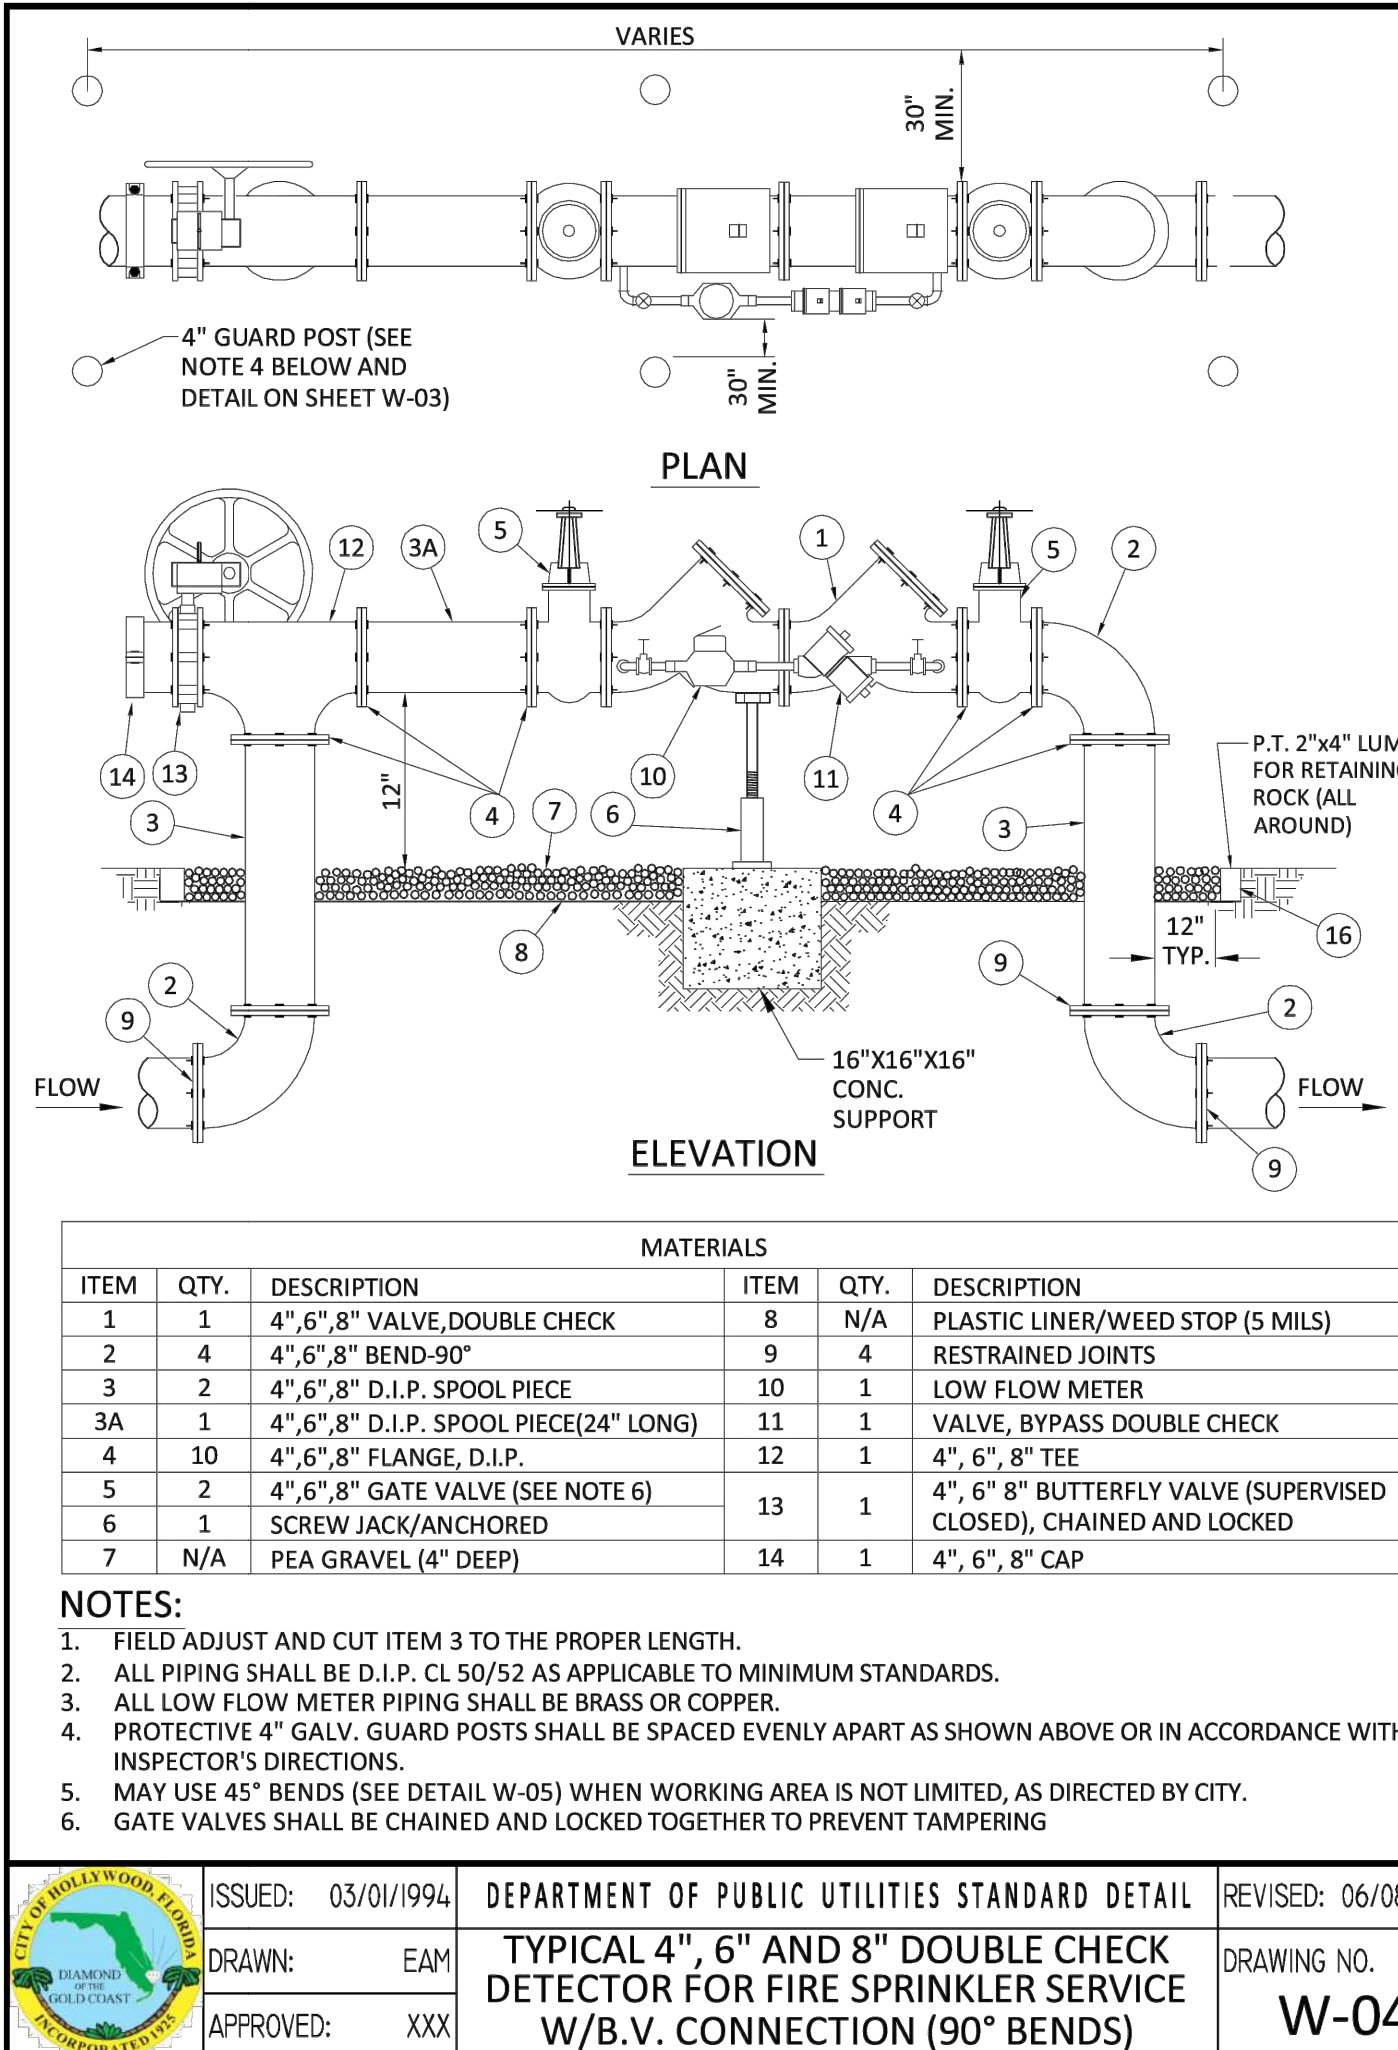 VARIES
30"
MIN.
4" GUARD POST (SEE
NOTE 4 BELOW AND
DETAIL ON SHEET W-03)
30"
MIN.
PLAN
12
3A
5
1
5
2
14
13
3
12"
4
7
10
6
11
4
3
P.T. 2"x4" LUM
FOR RETAINING
ROCK (ALL
AROUND)
8
12"
TYP.
16
9
2
9
2
FLOW
16"X16"X16"
CONC.
SUPPORT
FLOW
9
ELEVATION
MATERIALS
ITEM QTY. DESCRIPTION ITEM QTY. DESCRIPTION
1 1 4",6",8" VALVE,DOUBLE CHECK 8 N/A PLASTIC LINER/WEED STOP (5 MILS)
2 4 4",6",8" BEND-90° 9 4 RESTRAINED JOINTS
3 2 4",6",8" D.I.P. SPOOL PIECE 10 1 LOW FLOW METER
3A 1 4",6",8" D.I.P. SPOOL PIECE(24" LONG) 11 1 VALVE, BYPASS DOUBLE CHECK
4 10 4",6",8" FLANGE, D.I.P. 12 1 4", 6", 8" TEE
5 2 4",6",8" GATE VALVE (SEE NOTE 6) 13 1 4", 6" 8" BUTTERFLY VALVE (SUPERVISED
6 1 SCREW JACK/ANCHORED CLOSED), CHAINED AND LOCKED
7 N/A PEA GRAVEL (4" DEEP) 14 1 4", 6", 8" CAP
NOTES:
1. FIELD ADJUST AND CUT ITEM 3 TO THE PROPER LENGTH.
2. ALL PIPING SHALL BE D.I.P. CL 50/52 AS APPLICABLE TO MINIMUM STANDARDS.
3. ALL LOW FLOW METER PIPING SHALL BE BRASS OR COPPER.
4. PROTECTIVE 4" GALV. GUARD POSTS SHALL BE SPACED EVENLY APART AS SHOWN ABOVE OR IN ACCORDANCE WITH
INSPECTOR'S DIRECTIONS.
5. MAY USE 45° BENDS (SEE DETAIL W-05) WHEN WORKING AREA IS NOT LIMITED, AS DIRECTED BY CITY.
6. GATE VALVES SHALL BE CHAINED AND LOCKED TOGETHER TO PREVENT TAMPERING
CITY OF HOLLYWOOD, FLORIDA
DIAMOND
OF THE
GOLD COAST
INCORPORATED 1925
ISSUED: 03/01/1994
DRAWN: EAM
APPROVED: XXX
DEPARTMENT OF PUBLIC UTILITIES STANDARD DETAIL
TYPICAL 4", 6" AND 8" DOUBLE CHECK
DETECTOR FOR FIRE SPRINKLER SERVICE
W/B.V. CONNECTION (90° BENDS)
REVISED: 06/08
DRAWING NO.
W-04